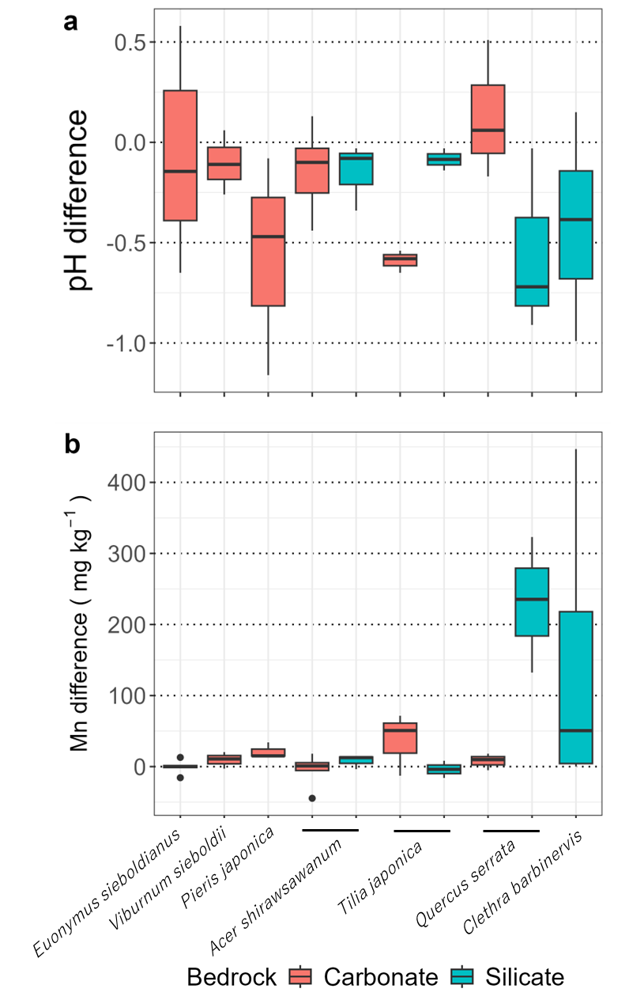 a
0.5
0.0
-0.5
-1.0
pH difference
b
400
300
200
100
0
Mn difference ( mg kg⁻¹ )
Euonymus sieboldianus
Viburnum sieboldii
Pieris japonica
Acer shirawsawanum
Tilia japonica
Quercus serrata
Clethra barbinervis
Bedrock Carbonate Silicate